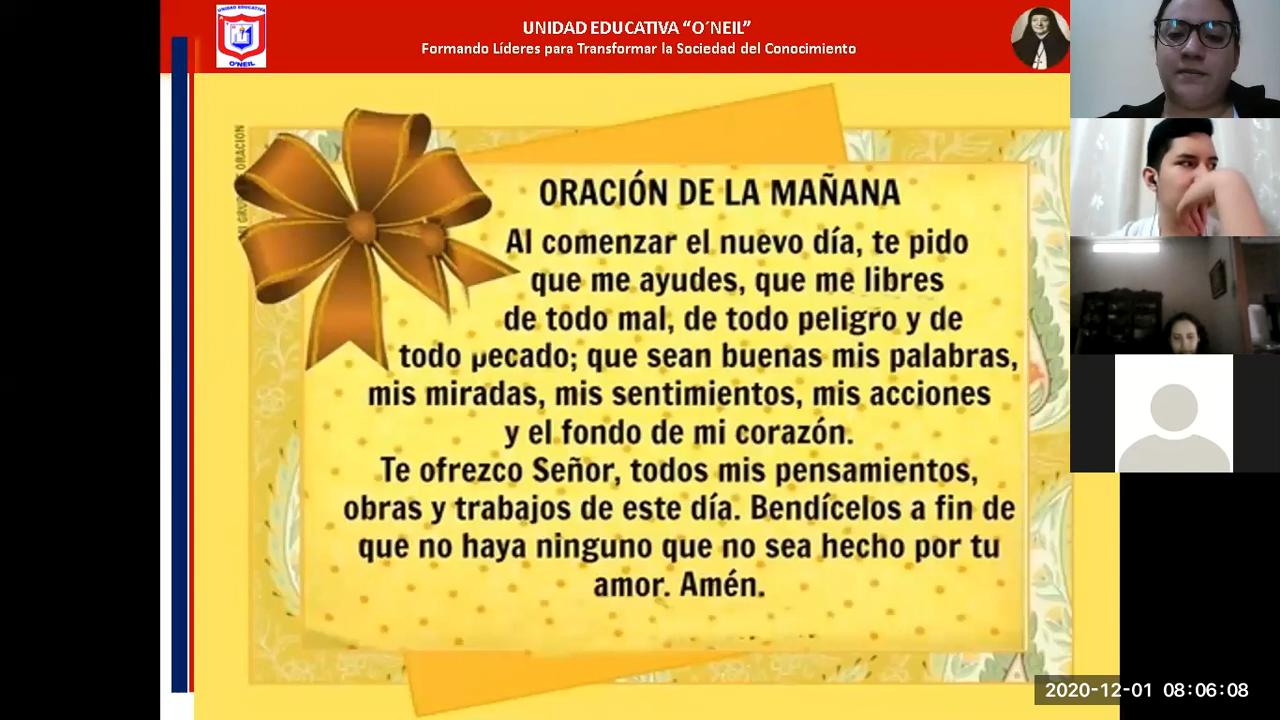 UNIDAD EDUCATIVA
O'NEIL
UNIDAD EDUCATIVA “O´NEIL”
Formando Líderes para Transformar la Sociedad del Conocimiento
ORACION
ORACIÓN DE LA MAÑANA
Al comenzar el nuevo día, te pido
que me ayudes, que me libres
de todo mal, de todo peligro y de
todo pecado; que sean buenas mis palabras,
mis miradas, mis sentimientos, mis acciones
y el fondo de mi corazón.
Te ofrezco Señor, todos mis pensamientos,
obras y trabajos de este día. Bendícelos a fin de
que no haya ninguno que no sea hecho por tu
amor. Amén.
2020-12-01 08:06:08